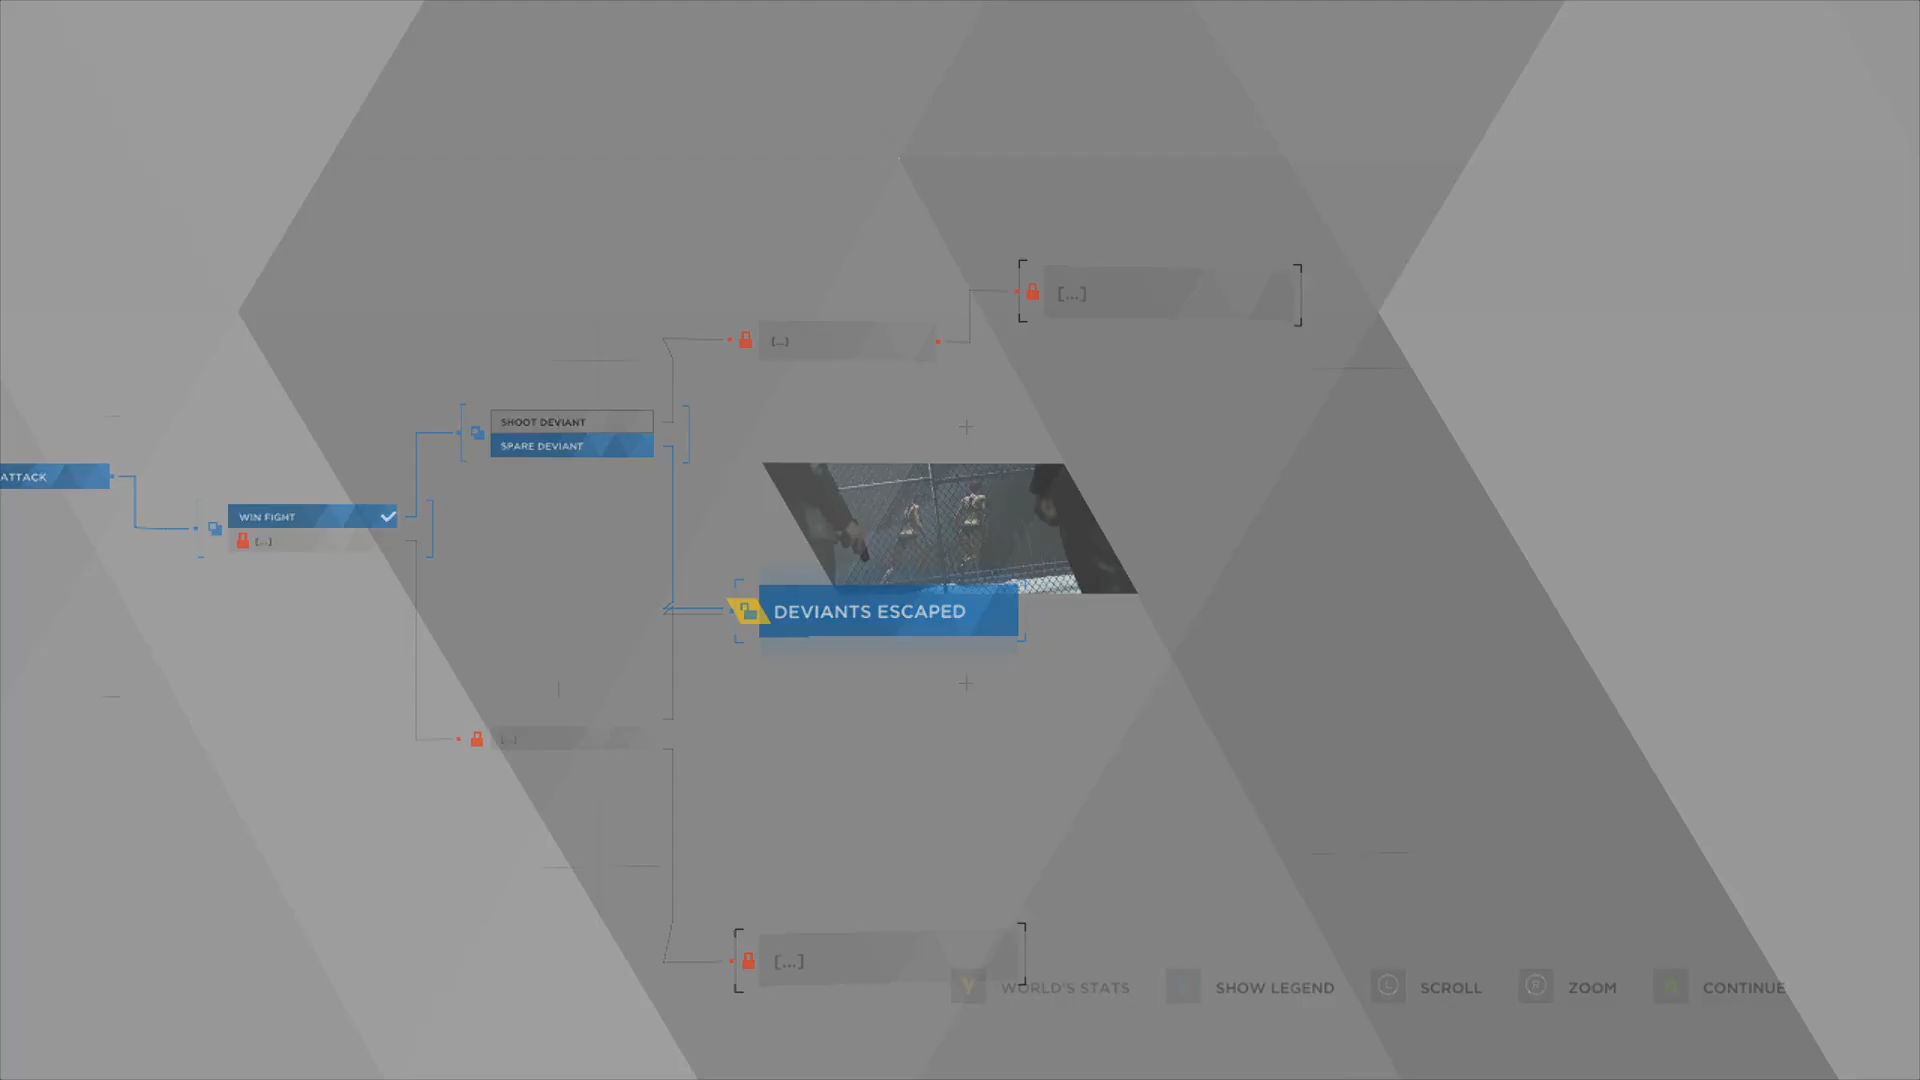 [...]
[...]
SHOOT DEVIANT
SPARE DEVIANT
ATTACK
WIN FIGHT
[...]
DEVIANTS ESCAPED
[...]
[...]
Y WORLD'S STATS SHOW LEGEND L SCROLL R ZOOM A CONTINUE